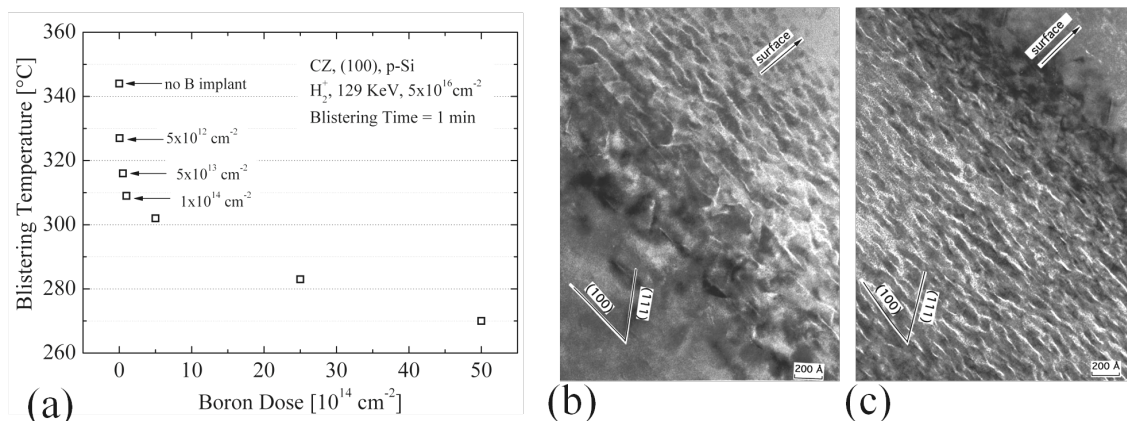 360
340
320
300
280
260
Blistering Temperature [°C]
no B implant
5x10¹² cm⁻²
5x10¹³ cm⁻²
1x10¹⁴ cm⁻²
CZ, (100), p-Si
H₂⁺, 129 KeV, 5x10¹⁶cm⁻²
Blistering Time = 1 min
0 10 20 30 40 50
Boron Dose [10¹⁴ cm⁻²]
(a)
surface
(100)
(111)
200 Å
(b)
surface
(100)
(111)
200 Å
(c)